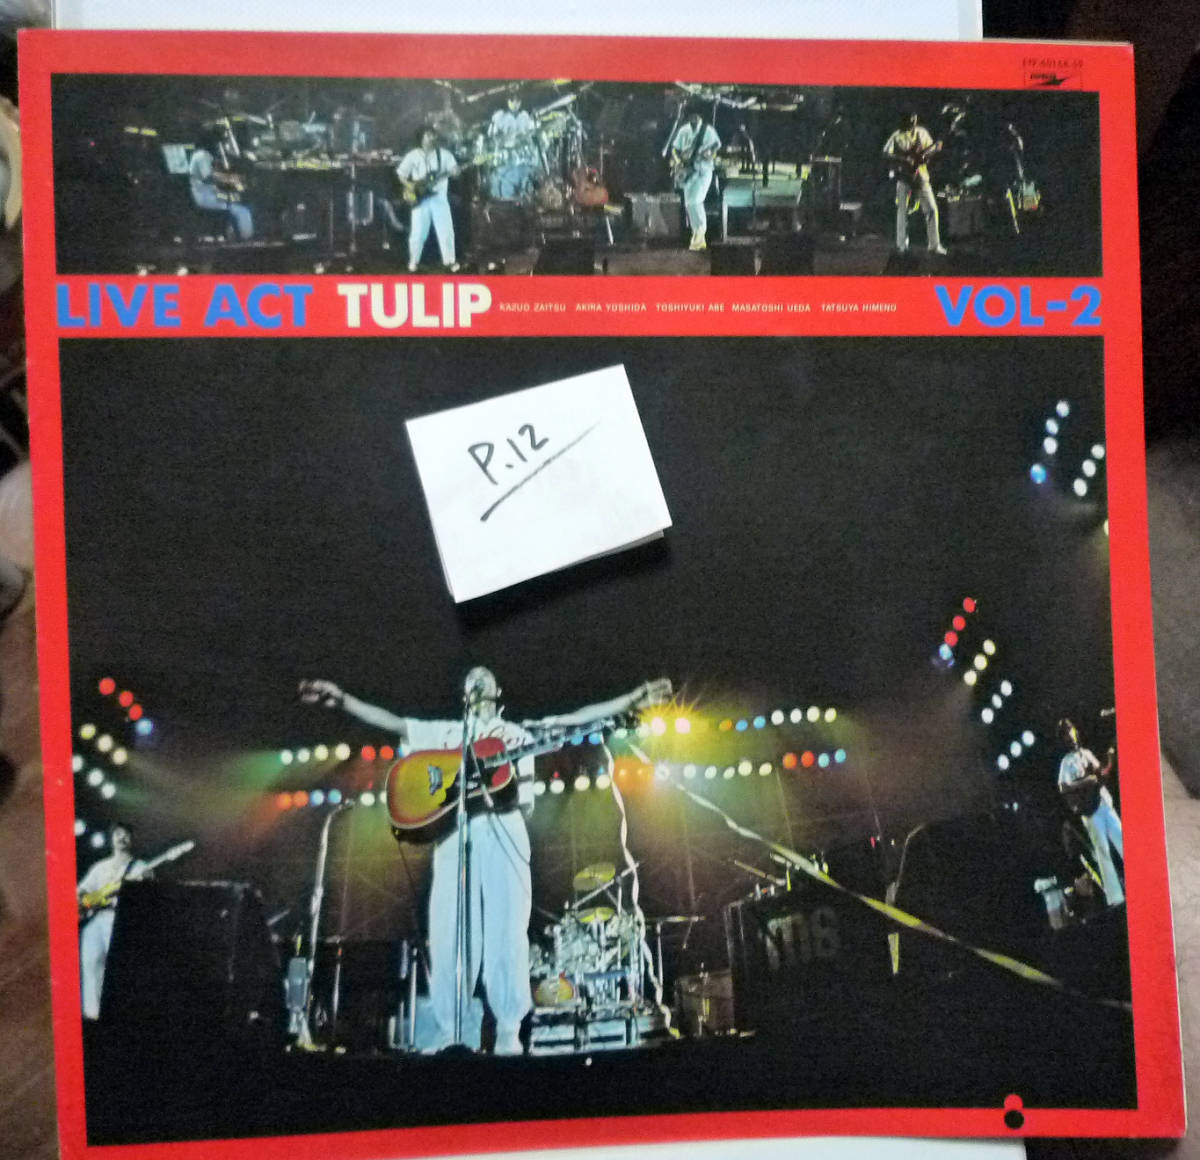 LIVE ACT TULIP KAZUO ZAITSU AKIRA YOSHIDA TOSHIYUKI ABE MASATOSHI UEDA TATSUYA HIMENO VOL-2
P.12